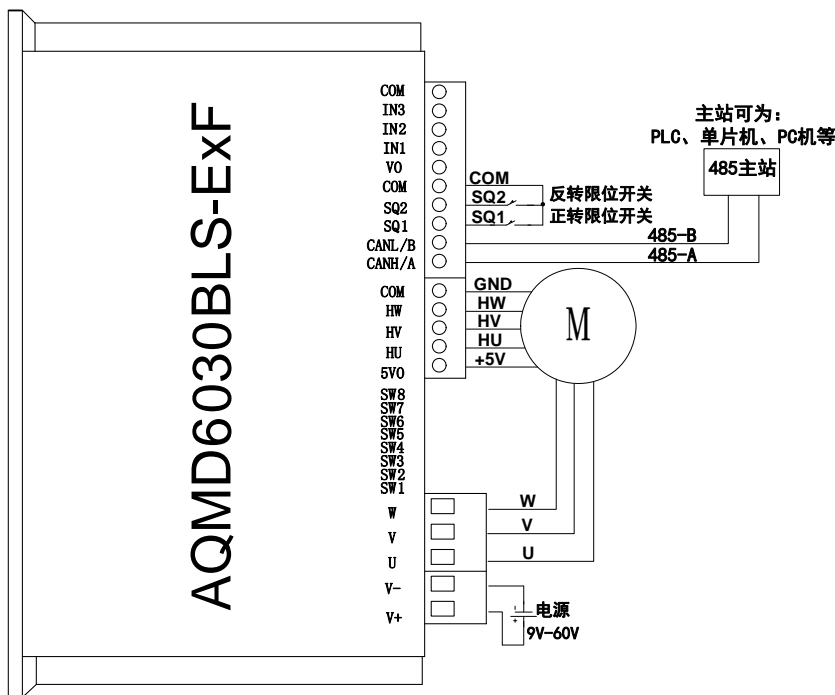 AQMD6030BLS-ExF
COM
IN3
IN2
IN1
VO
COM
SQ2
SQ1
CANL/B
CANH/A
COM
HW
HV
HU
5VO
SW8
SW7
SW6
SW5
SW4
SW3
SW2
SW1
W
V
U
V-
V+
COM
SQ2
SQ1
反转限位开关
正转限位开关
485-B
485-A
主站可为：
PLC、单片机、PC机等
485主站
GND
HW
HV
HU
+5V
M
W
V
U
电源
9V-60V